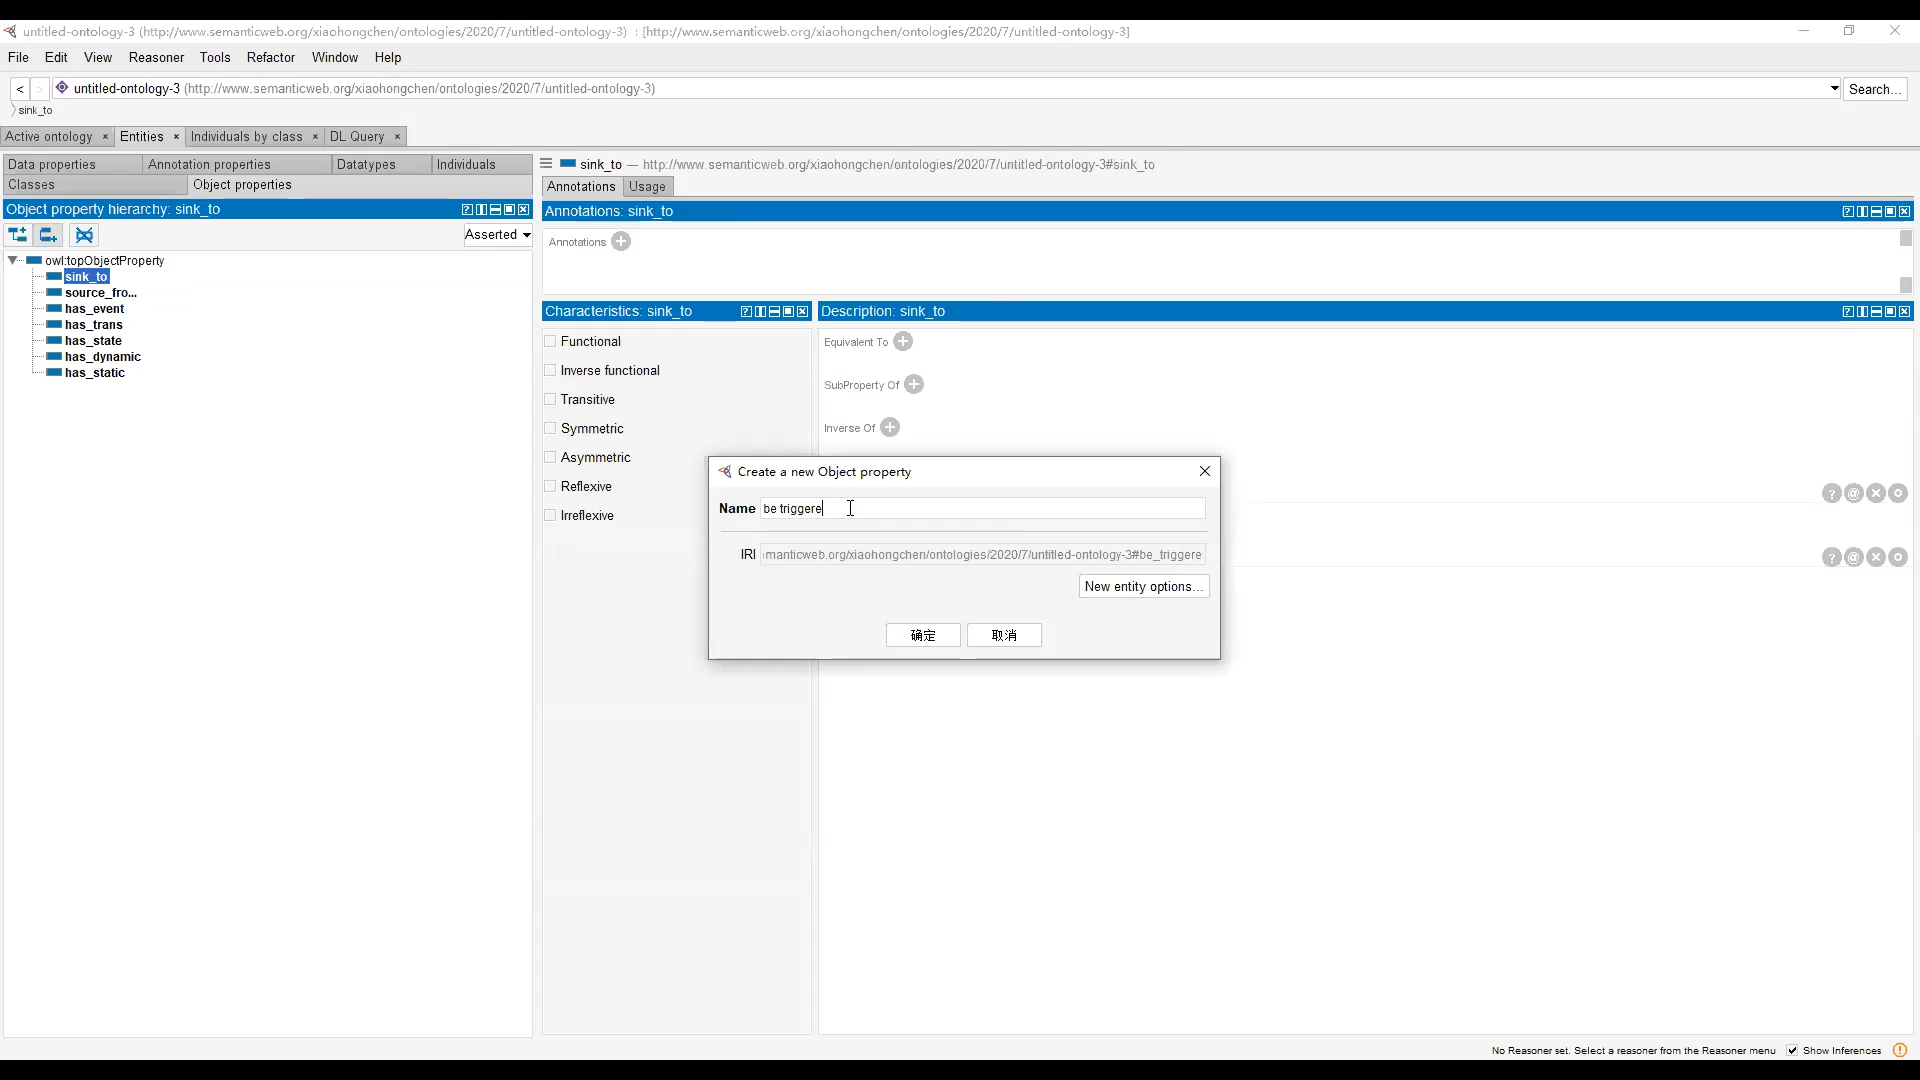 untitled-ontology-3 (http://www.semanticweb.org/xiaohongchen/ontologies/2020/7/untitled-ontology-3) : [http://www.semanticweb.org/xiaohongchen/ontologies/2020/7/untitled-ontology-3]
File Edit View Reasoner Tools Refactor Window Help
< > untitled-ontology-3 (http://www.semanticweb.org/xiaohongchen/ontologies/2020/7/untitled-ontology-3) Search...
sink_to
Active ontology × Entities × Individuals by class × DL Query ×
Data properties Annotation properties Datatypes Individuals
Classes Object properties
Object property hierarchy: sink_to
Asserted
owl:topObjectProperty
sink_to
source_fro...
has_event
has_trans
has_state
has_dynamic
has_static
sink_to — http://www.semanticweb.org/xiaohongchen/ontologies/2020/7/untitled-ontology-3#sink_to
Annotations Usage
Annotations: sink_to
Annotations
Characteristics: sink_to
Functional
Inverse functional
Transitive
Symmetric
Asymmetric
Reflexive
Irreflexive
Description: sink_to
Equivalent To
SubProperty Of
Inverse Of
Create a new Object property
Name be triggere
IRI manticweb.org/xiaohongchen/ontologies/2020/7/untitled-ontology-3#be_triggere
New entity options...
确定 取消
No Reasoner set. Select a reasoner from the Reasoner menu Show Inferences